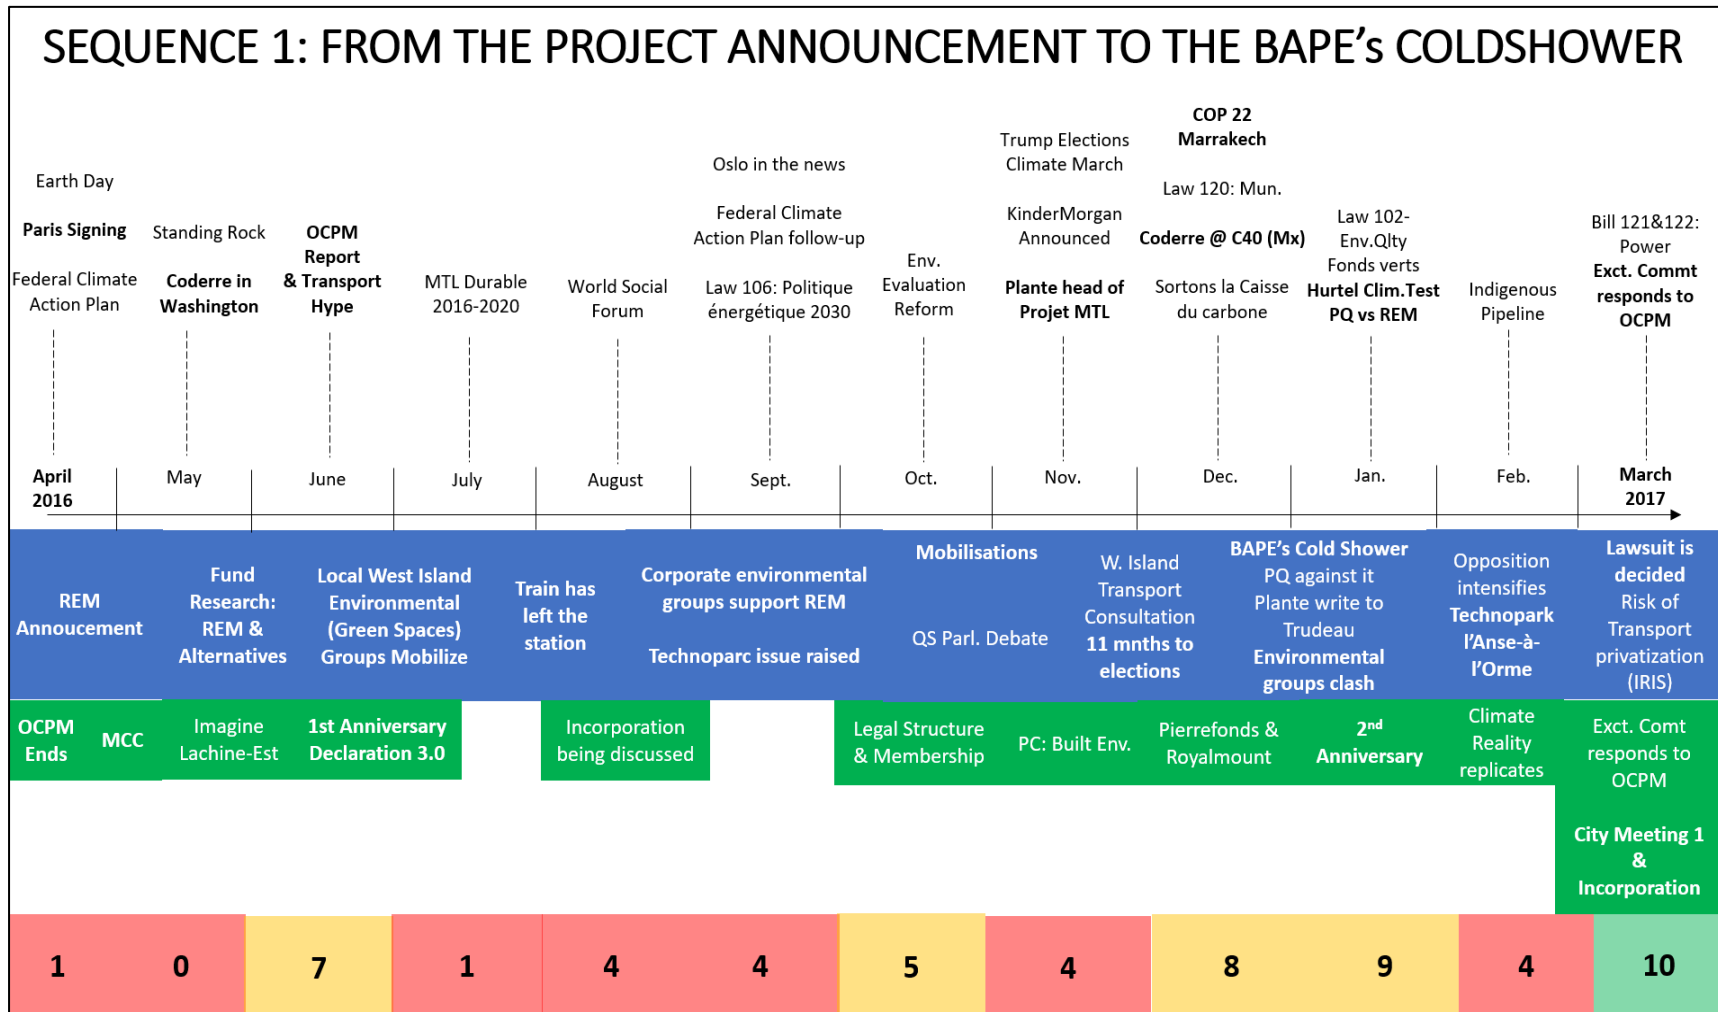 SEQUENCE 1: FROM THE PROJECT ANNOUNCEMENT TO THE BAPE's COLDSHOWER
Earth Day
Paris Signing
Federal Climate
Action Plan
Standing Rock
Coderre in
Washington
OCPM
Report
& Transport
Hype
MTL Durable
2016-2020
World Social
Forum
Oslo in the news
Federal Climate
Action Plan follow-up
Law 106: Politique
énergétique 2030
Env.
Evaluation
Reform
Trump Elections
Climate March
KinderMorgan
Announced
Plante head of
Projet MTL
COP 22
Marrakech
Law 120: Mun.
Coderre @ C40 (Mx)
Sortons la Caisse
du carbone
Law 102-
Env.Qlty
Fonds verts
Hurtel Clim.Test
PQ vs REM
Indigenous
Pipeline
Bill 121&122:
Power
Exct. Commt
responds to
OCPM
April
2016
May
June
July
August
Sept.
Oct.
Nov.
Dec.
Jan.
Feb.
March
2017
REM
Annoucement
Fund
Research:
REM &
Alternatives
Local West Island
Environmental
(Green Spaces)
Groups Mobilize
Train has
left the
station
Corporate environmental
groups support REM
Technoparc issue raised
Mobilisations
QS Parl. Debate
W. Island
Transport
Consultation
11 mnths to
elections
BAPE's Cold Shower
PQ against it
Plante write to
Trudeau
Environmental
groups clash
Opposition
intensifies
Technopark
l'Anse-à-
l'Orme
Lawsuit is
decided
Risk of
Transport
privatization
(IRIS)
OCPM
Ends
MCC
Imagine
Lachine-Est
1st Anniversary
Declaration 3.0
Incorporation
being discussed
Legal Structure
& Membership
PC: Built Env.
Pierrefonds &
Royalmount
2nd
Anniversary
Climate
Reality
replicates
Exct. Comt
responds to
OCPM
City Meeting 1
&
Incorporation
1
0
7
1
4
4
5
4
8
9
4
10